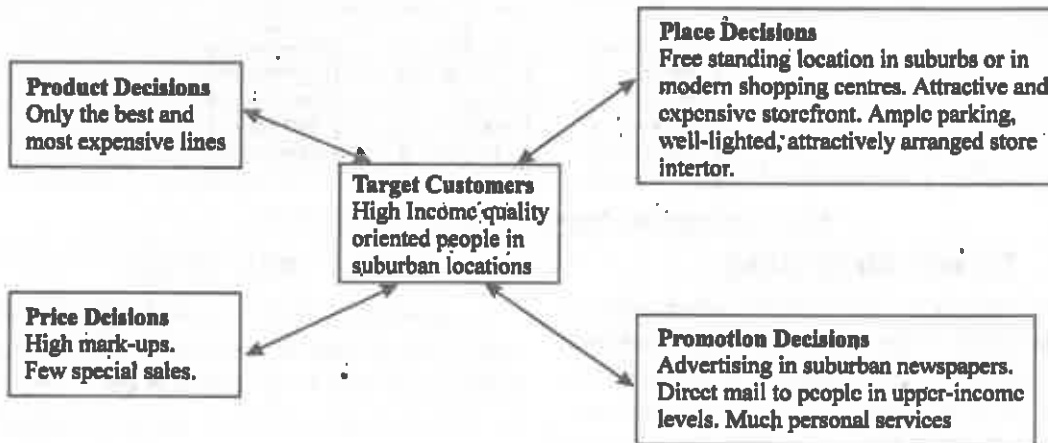 Product Decisions
Only the best and
most expensive lines
Place Decisions
Free standing location in suburbs or in
modern shopping centres. Attractive and
expensive storefront. Ample parking,
well-lighted, attractively arranged store
intertor.
Target Customers
High Income quality
oriented people in
suburban locations
Price Dcisions
High mark-ups.
Few special sales.
Promotion Decisions
Advertising in suburban newspapers.
Direct mail to people in upper-income
levels. Much personal services